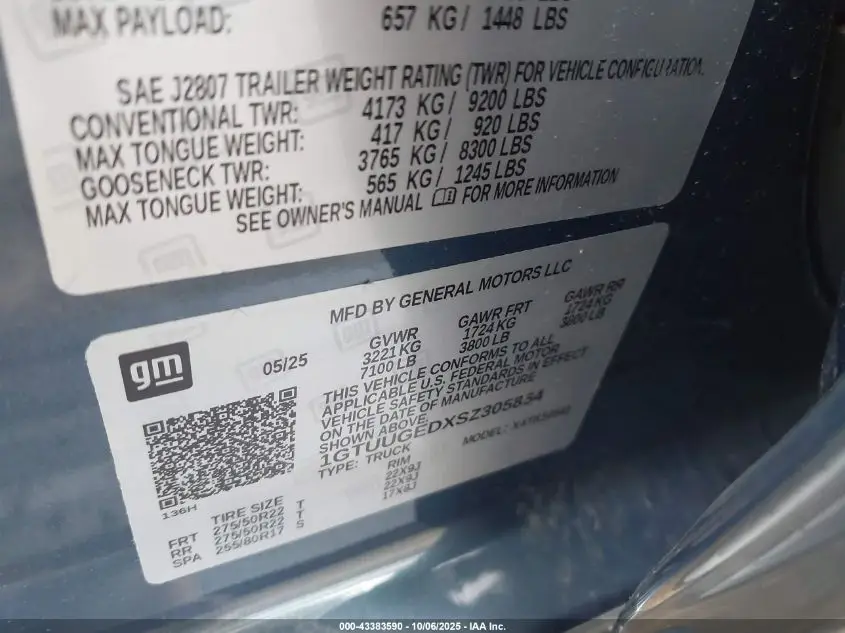 MAX PAYLOAD: 657 KG / 1448 LBS
SAE J2807 TRAILER WEIGHT RATING (TWR) FOR VEHICLE CONFIGURATION.
CONVENTIONAL TWR: 4173 KG / 9200 LBS
MAX TONGUE WEIGHT: 417 KG / 920 LBS
GOOSENECK TWR: 3765 KG / 8300 LBS
MAX TONGUE WEIGHT: 565 KG / 1245 LBS
SEE OWNER'S MANUAL FOR MORE INFORMATION
MFD BY GENERAL MOTORS LLC
gm
05/25
GVWR GAWR FRT GAWR RR
3221 KG 1724 KG 1724 KG
7100 LB 3800 LB 3800 LB
THIS VEHICLE CONFORMS TO ALL
APPLICABLE U.S. FEDERAL MOTOR
VEHICLE SAFETY STANDARDS IN EFFECT
ON THE DATE OF MANUFACTURE
SHOWN ABOVE.
1GTUUGEDXSZ305834
TYPE: TRUCK MODEL:
136H
TIRE SIZE RIM
FRT 275/50R22 T 22X9J
RR 275/50R22 T 22X9J
SPA 255/80R17 S 17X8J
000-43383590 - 10/06/2025 - IAA Inc.